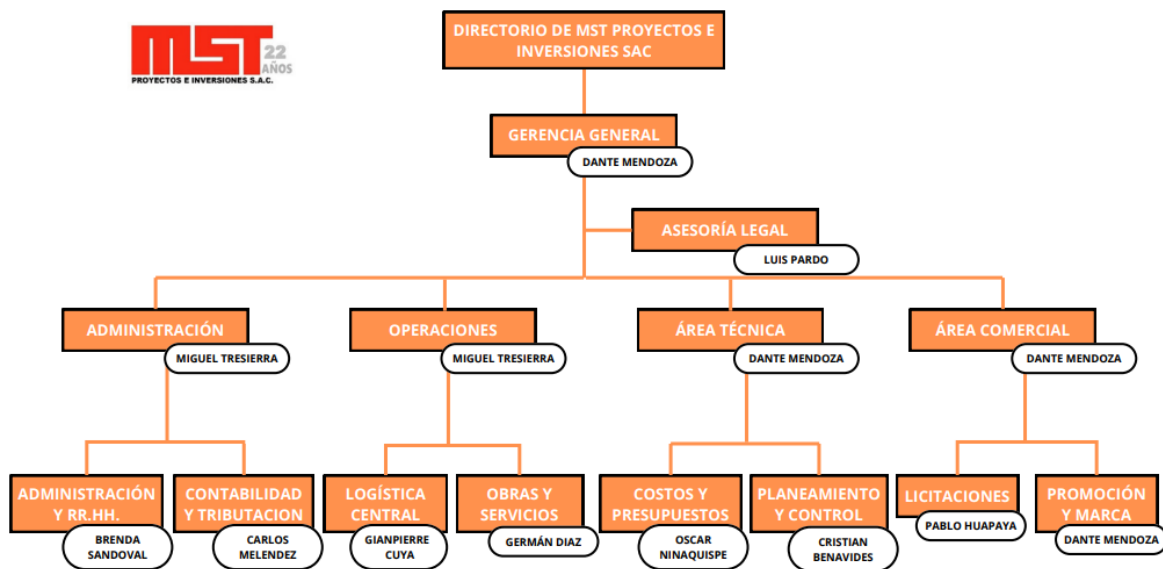 MST
22
AÑOS
PROYECTOS E INVERSIONES S.A.C.
DIRECTORIO DE MST PROYECTOS E
INVERSIONES SAC
GERENCIA GENERAL
DANTE MENDOZA
ASESORÍA LEGAL
LUIS PARDO
ADMINISTRACIÓN
MIGUEL TRESIERRA
OPERACIONES
MIGUEL TRESIERRA
ÁREA TÉCNICA
DANTE MENDOZA
ÁREA COMERCIAL
DANTE MENDOZA
ADMINISTRACIÓN
Y RR.HH.
BRENDA
SANDOVAL
CONTABILIDAD
Y TRIBUTACION
CARLOS
MELENDEZ
LOGÍSTICA
CENTRAL
GIANPIERRE
CUYA
OBRAS Y
SERVICIOS
GERMÁN DIAZ
COSTOS Y
PRESUPUESTOS
OSCAR
NINAQUISPE
PLANEAMIENTO
Y CONTROL
CRISTIAN
BENAVIDES
LICITACIONES
PABLO HUAPAYA
PROMOCIÓN
Y MARCA
DANTE MENDOZA